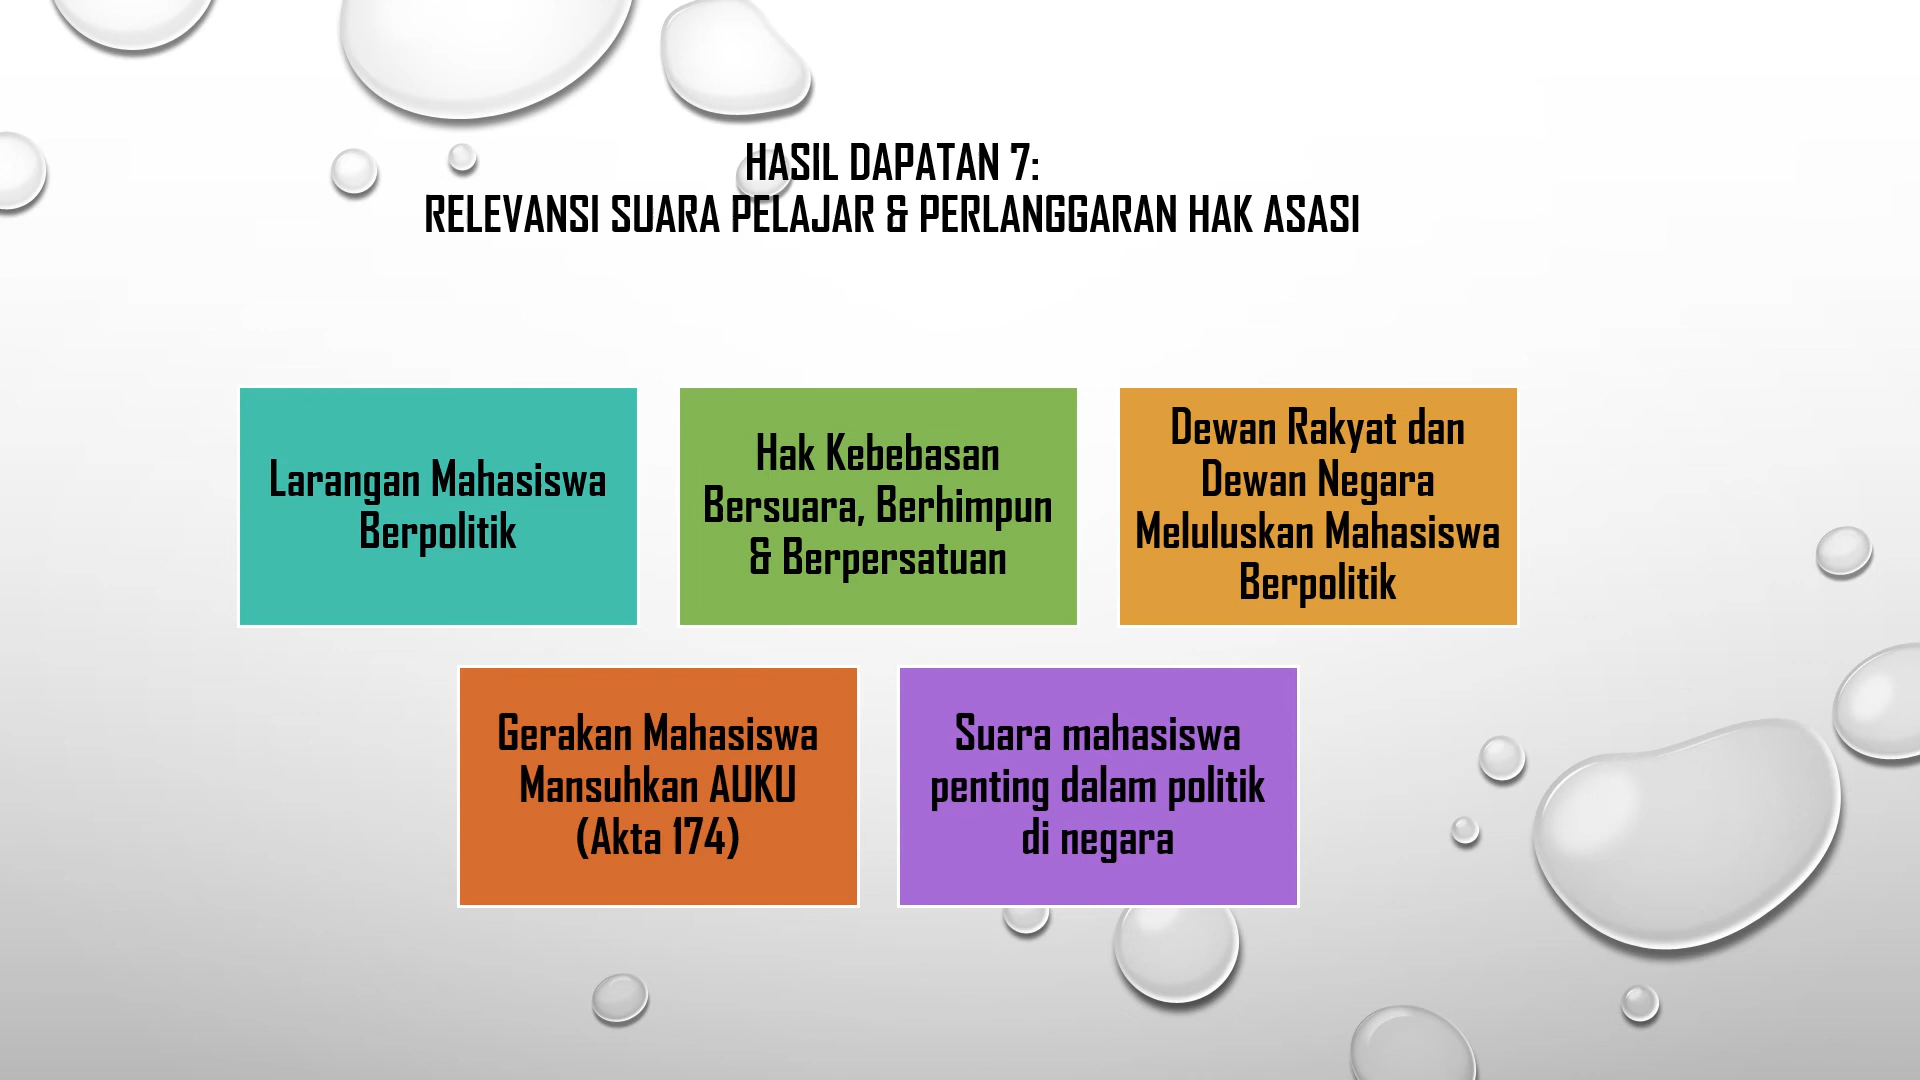 HASIL DAPATAN 7:
RELEVANSI SUARA PELAJAR & PERLANGGARAN HAK ASASI
Larangan Mahasiswa
Berpolitik
Hak Kebebasan
Bersuara, Berhimpun
& Berpersatuan
Dewan Rakyat dan
Dewan Negara
Meluluskan Mahasiswa
Berpolitik
Gerakan Mahasiswa
Mansuhkan AUKU
(Akta 174)
Suara mahasiswa
penting dalam politik
di negara